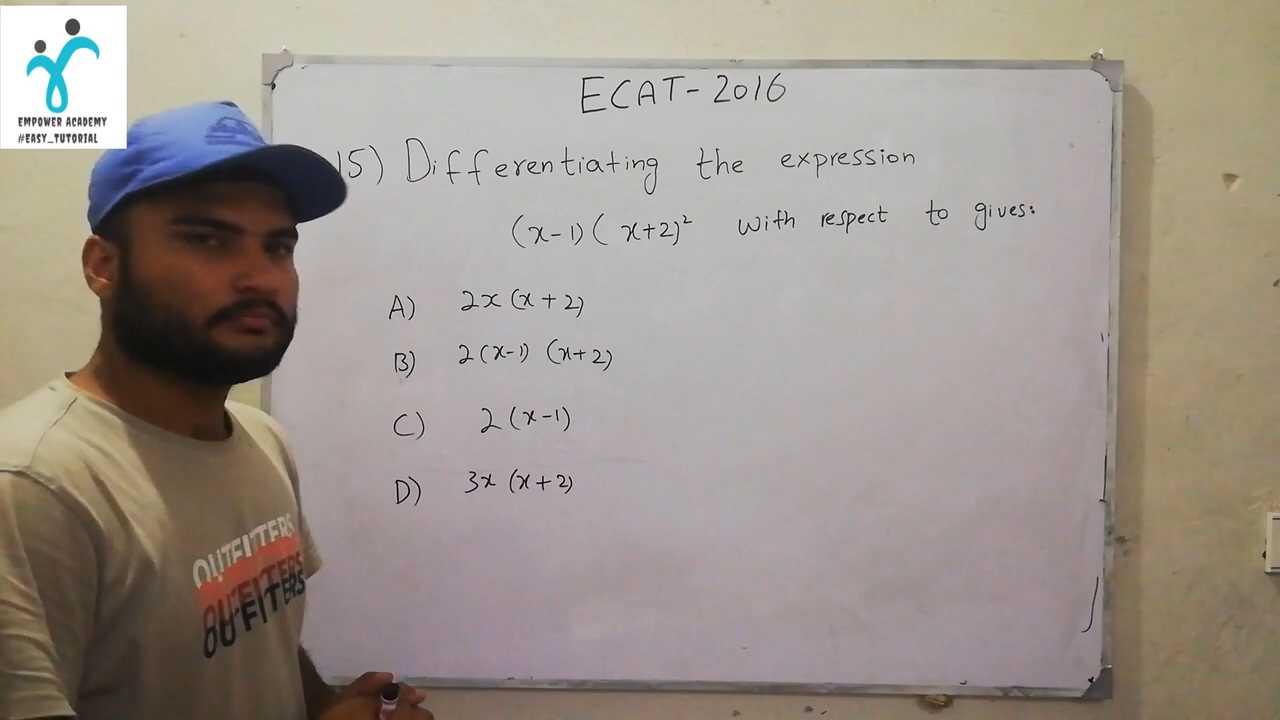 EMPOWER ACADEMY
#EASY_TUTORIAL
ECAT-2016
15) Differentiating the expression
(x-1)(x+2)² with respect to gives:
A) 2x(x+2)
B) 2(x-1) (x+2)
C) 2(x-1)
D) 3x(x+2)
OUTFITTERS
OUTFITTERS
OUTFITTERS